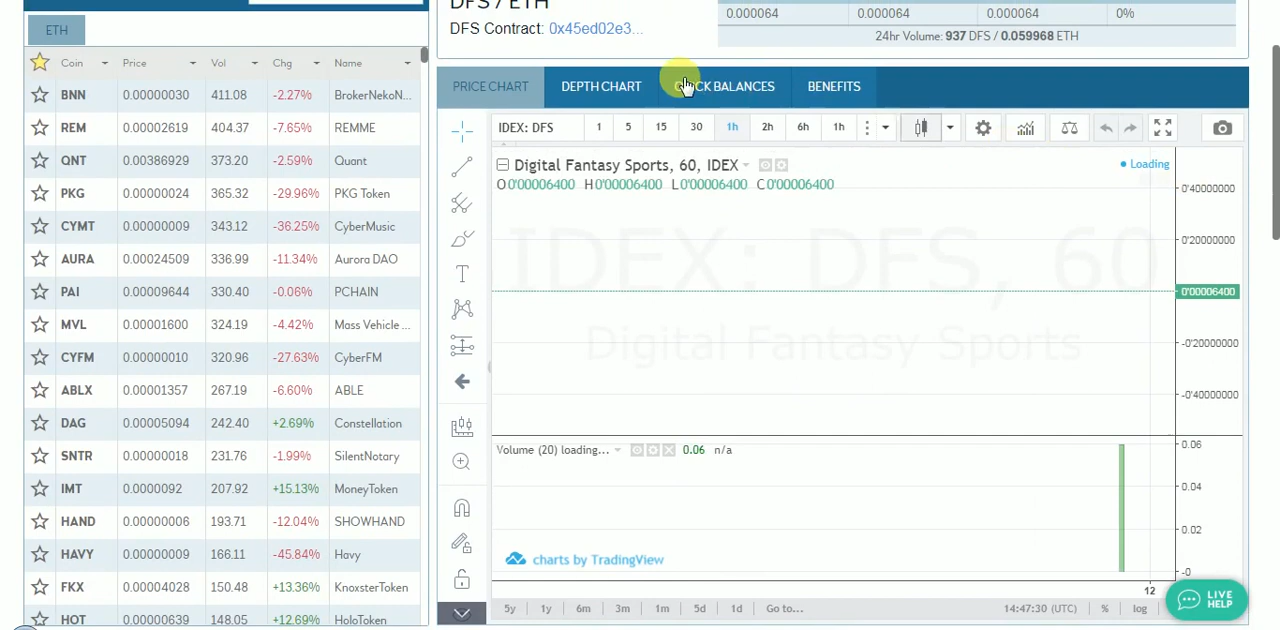 DFS / ETH
DFS Contract: 0x45ed02e3...
0.000064 0.000064 0.000064 0%
24hr Volume: 937 DFS / 0.059968 ETH
ETH
Coin Price Vol Chg Name
BNN 0.00000030 411.08 -2.27% BrokerNekoN...
REM 0.00002619 404.37 -7.65% REMME
QNT 0.00386929 373.20 -2.59% Quant
PKG 0.00000024 365.32 -29.96% PKG Token
CYMT 0.00000009 343.12 -36.25% CyberMusic
AURA 0.00024509 336.99 -11.34% Aurora DAO
PAI 0.00009644 330.40 -0.06% PCHAIN
MVL 0.00001600 324.19 -4.42% Mass Vehicle ...
CYFM 0.00000010 320.96 -27.63% CyberFM
ABLX 0.00001357 267.19 -6.60% ABLE
DAG 0.00005094 242.40 +2.69% Constellation
SNTR 0.00000018 231.76 -1.99% SilentNotary
IMT 0.0000092 207.92 +15.13% MoneyToken
HAND 0.00000006 193.71 -12.04% SHOWHAND
HAVY 0.00000009 166.11 -45.84% Havy
FKX 0.00004028 150.48 +13.36% KnoxsterToken
HOT 0.00000639 148.05 +12.69% HoloToken
PRICE CHART DEPTH CHART CK BALANCES BENEFITS
IDEX: DFS 1 5 15 30 1h 2h 6h 1h
Digital Fantasy Sports, 60, IDEX
Loading
O0'00006400 H0'00006400 L0'00006400 C0'00006400
IDEX: DFS, 60
Digital Fantasy Sports
0'40000000
0'20000000
0'00006400
-0'20000000
-0'40000000
Volume (20) loading... 0.06 n/a
0.06
0.04
0.02
-0
charts by TradingView
12
5y 1y 6m 3m 1m 5d 1d Go to... 14:47:30 (UTC) % log
LIVE
HELP